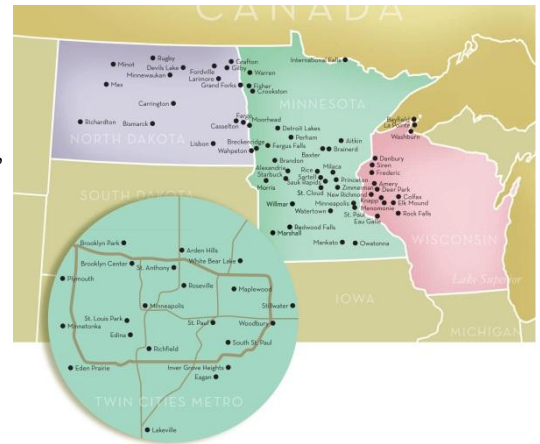 CANADA
Rugby
Minot
Devils Lake
Minnewaukan
Max
Fordville
Larimore
Grafton
Gilby
Grand Forks
Warren
Fisher
Crookston
Carrington
Richardton
Bismarck
Fargo
Casselton
Moorhead
NORTH DAKOTA
Lisbon
Breckenridge
Wahpeton
International Falls
MINNESOTA
Detroit Lakes
Perham
Fergus Falls
Baxter
Aitkin
Brainerd
Brandon
Alexandria
Starbuck
Morris
Rice
Milaca
Sartell
Sauk Rapids
St. Cloud
Princeton
Zimmerman
New Richmond
Willmar
Watertown
Minneapolis
St. Paul
Redwood Falls
Marshall
Mankato
Owatonna
Bayfield
La Pointe
Washburn
Danbury
Siren
Frederic
Amery
Deer Park
Colfax
Knapp
Elk Mound
Menomonie
Rock Falls
Eau Galle
WISCONSIN
Lake Superior
SOUTH DAKOTA
IOWA
MICHIGAN
Brooklyn Park
Arden Hills
Brooklyn Center
St. Anthony
White Bear Lake
Plymouth
Roseville
Maplewood
Minneapolis
Stillwater
St. Louis Park
St. Paul
Woodbury
Minnetonka
Edina
Richfield
South St. Paul
Eden Prairie
Inver Grove Heights
Eagan
TWIN CITIES METRO
Lakeville